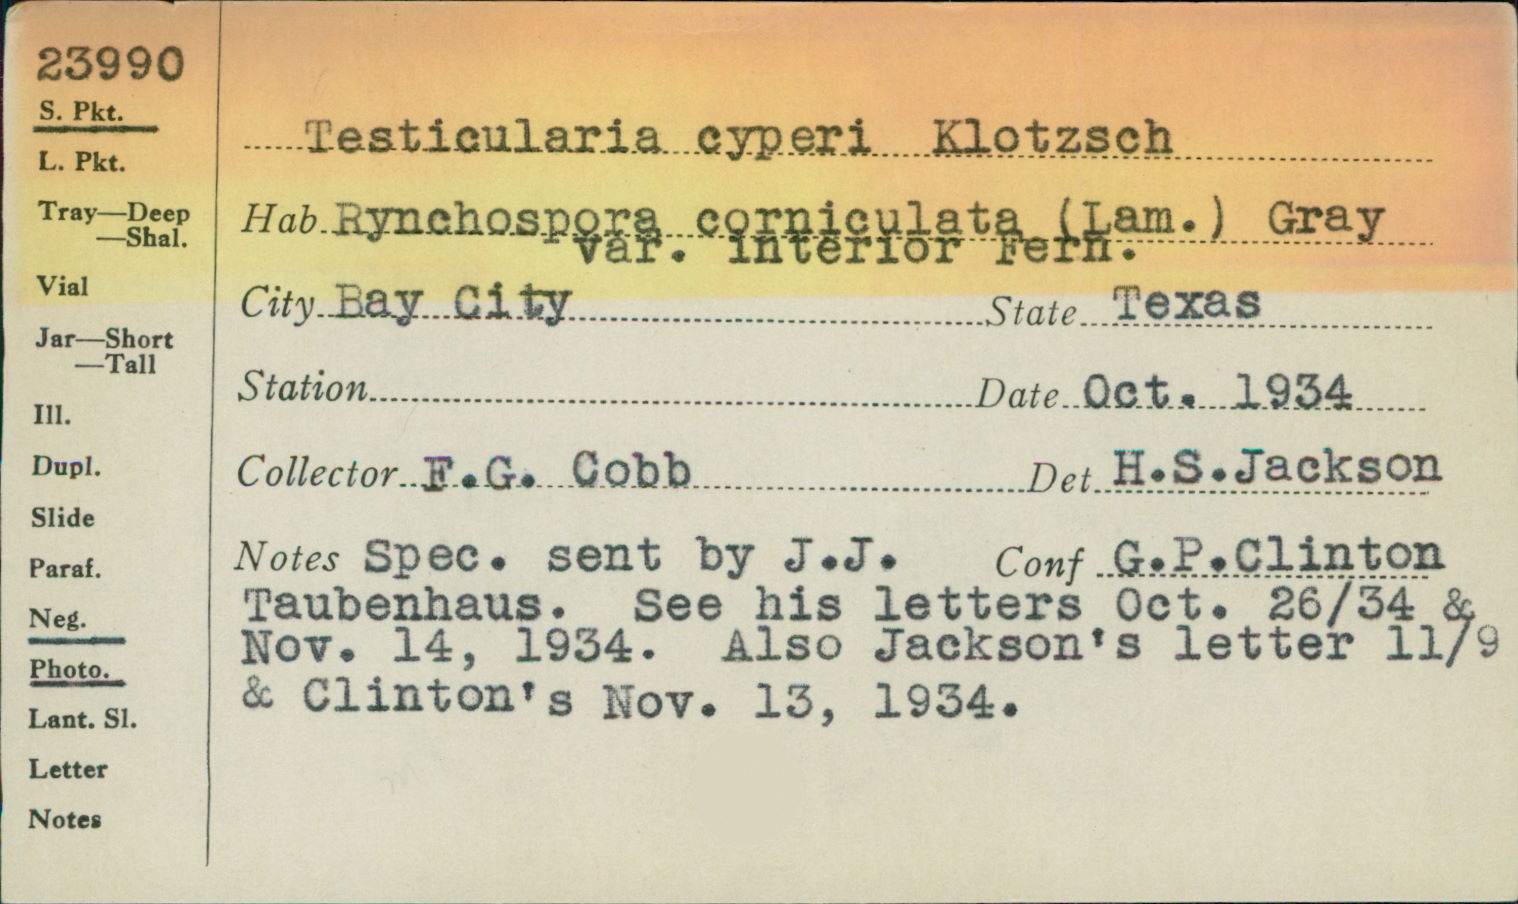 23990
S. Pkt.
L. Pkt.
Tray—Deep
—Shal.
Vial
Jar—Short
—Tall
Ill.
Dupl.
Slide
Paraf.
Neg.
Photo.
Lant. Sl.
Letter
Notes
Testicularia cyperi Klotzsch
Hab. Rynchospora corniculata (Lam.) Gray
var. interior Fern.
City Bay City State Texas
Station Date Oct. 1934
Collector F.G. Cobb Det H.S.Jackson
Notes Spec. sent by J.J. Conf G.P.Clinton
Taubenhaus. See his letters Oct. 26/34 &
Nov. 14, 1934. Also Jackson's letter 11/9
& Clinton's Nov. 13, 1934.